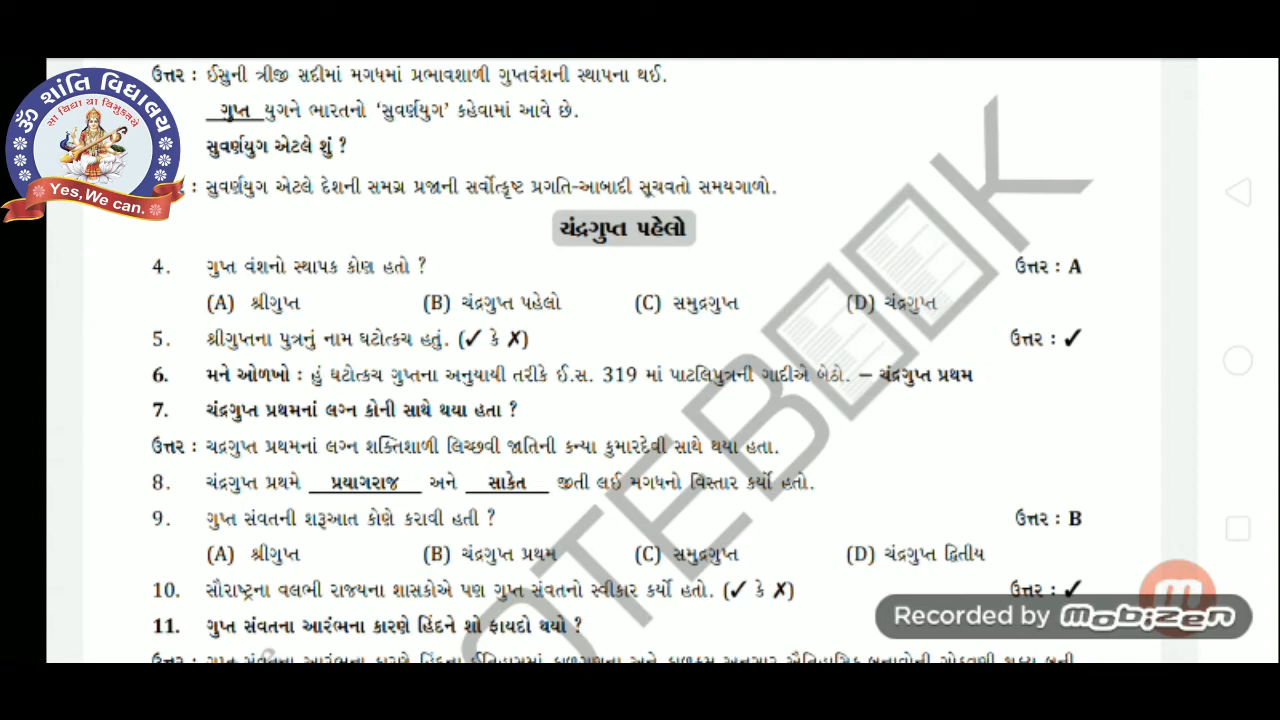 ઉત્તર : ઈસુની ત્રીજી સદીમાં મગધમાં પ્રભાવશાળી ગુપ્તવંશની સ્થાપના થઈ.
ગુપ્ત યુગને ભારતનો ‘સુવર્ણયુગ’ કહેવામાં આવે છે.
ૐ શાંતિ વિદ્યાલય
सा विद्या या विमुक्तये
Yes, We can.
સુવર્ણયુગ એટલે શું ?
: સુવર્ણયુગ એટલે દેશની સમગ્ર પ્રજાની સર્વોત્કૃષ્ટ પ્રગતિ-આબાદી સૂચવતો સમયગાળો.
ચંદ્રગુપ્ત પહેલો
4. ગુપ્ત વંશનો સ્થાપક કોણ હતો ? ઉત્તર : A
(A) શ્રીગુપ્ત (B) ચંદ્રગુપ્ત પહેલો (C) સમુદ્રગુપ્ત (D) ચંદ્રગુપ્ત
5. શ્રીગુપ્તના પુત્રનું નામ ઘટોત્કચ હતું. (✓ કે ✗) ઉત્તર : ✓
6. મને ઓળખો : હું ઘટોત્કચ ગુપ્તના અનુયાયી તરીકે ઈ.સ. 319 માં પાટલિપુત્રની ગાદીએ બેઠો. – ચંદ્રગુપ્ત પ્રથમ
7. ચંદ્રગુપ્ત પ્રથમનાં લગ્ન કોની સાથે થયા હતા ?
ઉત્તર : ચદ્રગુપ્ત પ્રથમનાં લગ્ન શક્તિશાળી લિચ્છવી જાતિની કન્યા કુમારદેવી સાથે થયા હતા.
8. ચંદ્રગુપ્ત પ્રથમે પ્રયાગરાજ અને સાકેત જીતી લઈ મગધનો વિસ્તાર કર્યો હતો.
9. ગુપ્ત સંવતની શરૂઆત કોણે કરાવી હતી ? ઉત્તર : B
(A) શ્રીગુપ્ત (B) ચંદ્રગુપ્ત પ્રથમ (C) સમુદ્રગુપ્ત (D) ચંદ્રગુપ્ત દ્વિતીય
10. સૌરાષ્ટ્રના વલભી રાજ્યના શાસકોએ પણ ગુપ્ત સંવતનો સ્વીકાર કર્યો હતો. (✓ કે ✗) ઉત્તર : ✓
Recorded by mobizen
11. ગુપ્ત સંવતના આરંભના કારણે હિંદને શો ફાયદો થયો ?
OTEBOOK